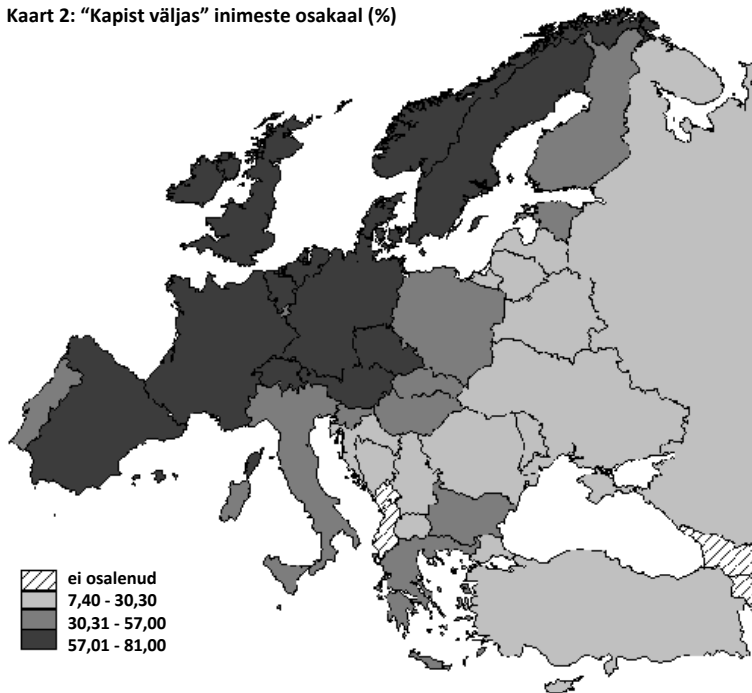 Kaart 2: “Kapist väljas” inimeste osakaal (%)
ei osalenud
7,40 - 30,30
30,31 - 57,00
57,01 - 81,00